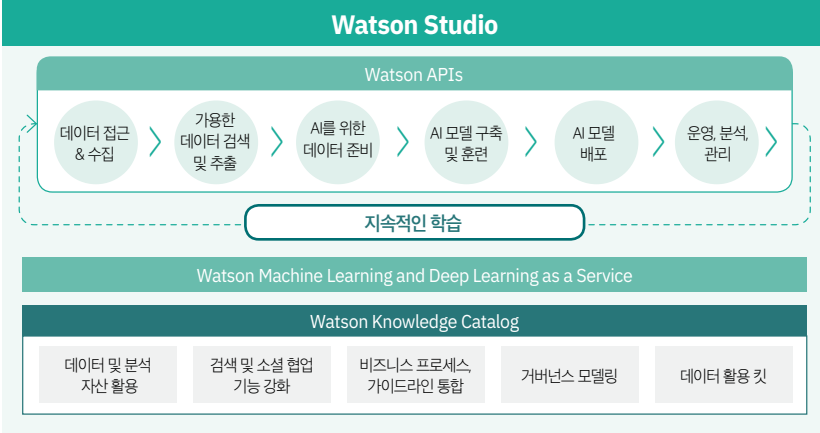 Watson Studio
Watson APIs
데이터 접근
& 수집
가용한
데이터 검색
및 추출
AI를 위한
데이터 준비
AI 모델 구축
및 훈련
AI 모델
배포
운영, 분석,
관리
지속적인 학습
Watson Machine Learning and Deep Learning as a Service
Watson Knowledge Catalog
데이터 및 분석
자산 활용
검색 및 소셜 협업
기능 강화
비즈니스 프로세스,
가이드라인 통합
거버넌스 모델링
데이터 활용 킷